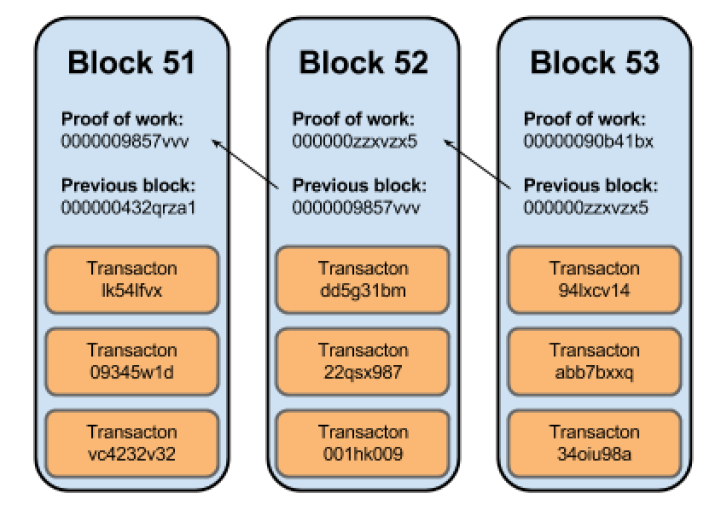 Block 51
Proof of work:
0000009857vvv
Previous block:
000000432qrza1
Transacton
lk54lfvx
Transacton
09345w1d
Transacton
vc4232v32
Block 52
Proof of work:
000000zzxvzx5
Previous block:
0000009857vvv
Transacton
dd5g31bm
Transacton
22qsx987
Transacton
001hk009
Block 53
Proof of work:
00000090b41bx
Previous block:
000000zzxvzx5
Transacton
94lxcv14
Transacton
abb7bxxq
Transacton
34oiu98a